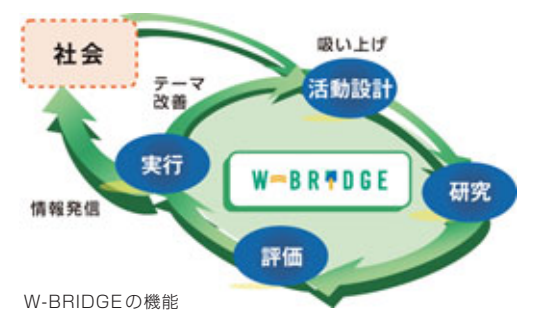 社会
吸い上げ
テーマ
改善
活動設計
実行
W-BRIDGE
研究
情報発信
評価
W-BRIDGEの機能